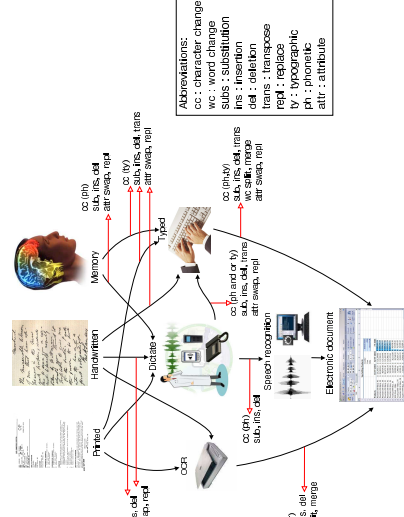 Abbreviations:
cc : character change
wc : word change
subs : substitution
ins : insertion
del : deletion
trans : transpose
repl : replace
ty : typographic
ph : phonetic
attr : attribute
cc (ph)
sub, ins, del
attr swap, repl
cc (ty)
sub, ins, del, trans
attr swap, repl
Memory
Handwritten
Printed
Typed
cc (ph,ty)
sub, ins, del, trans
wc split, merge
attr swap, repl
Dictate
cc (ph and or ty)
sub, ins, del, trans
attr swap, repl
OCR
Speech recognition
cc (ph)
sub, ins, del
Electronic document